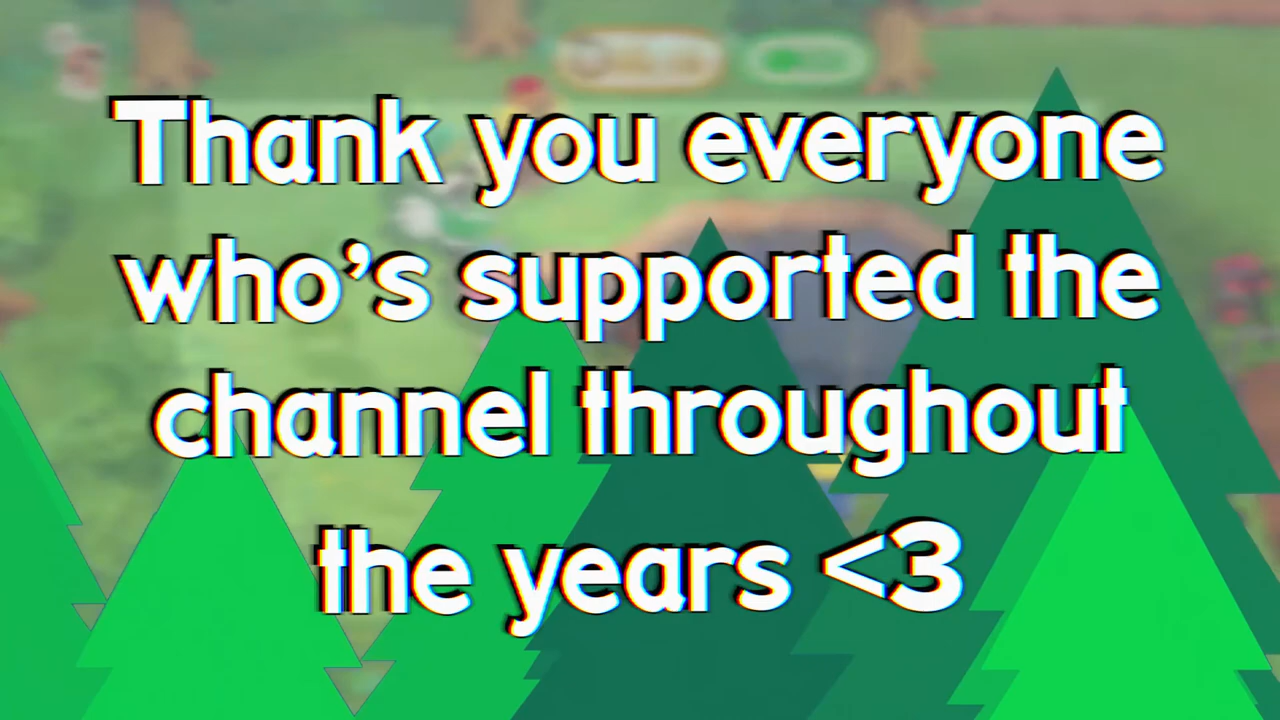 Thank you everyone
who’s supported the
channel throughout
the years <3